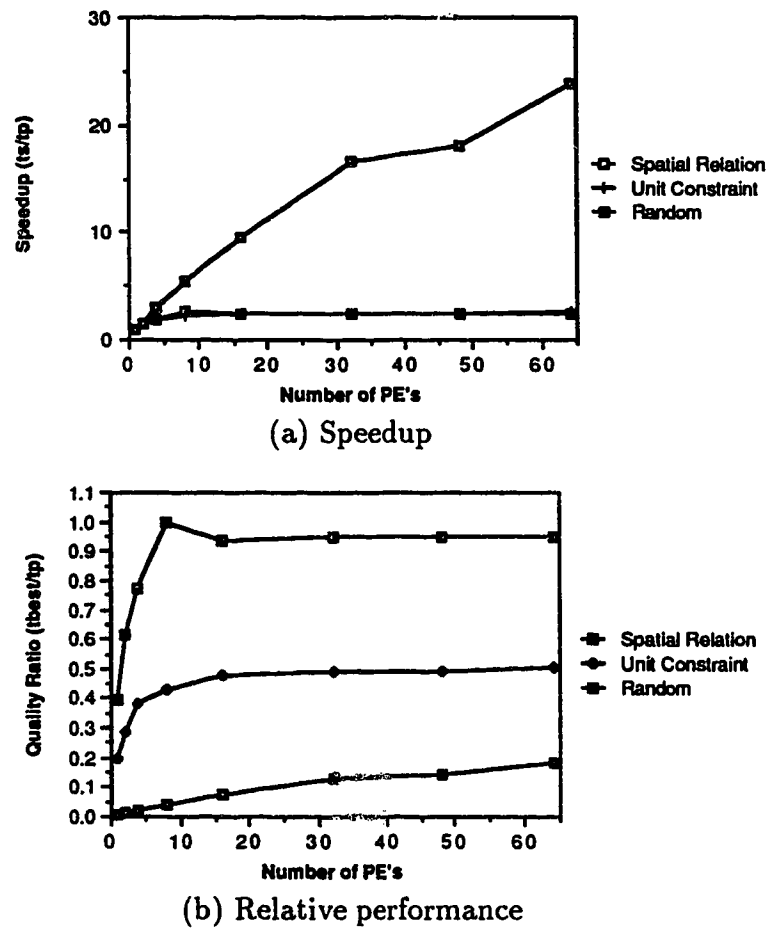 30
20
10
0
Speedup (ts/tp)
0 10 20 30 40 50 60
Number of PE's
Spatial Relation
Unit Constraint
Random
(a) Speedup
1.1
1.0
0.9
0.8
0.7
0.6
0.5
0.4
0.3
0.2
0.1
0.0
Quality Ratio (tbest/tp)
0 10 20 30 40 50 60
Number of PE's
Spatial Relation
Unit Constraint
Random
(b) Relative performance